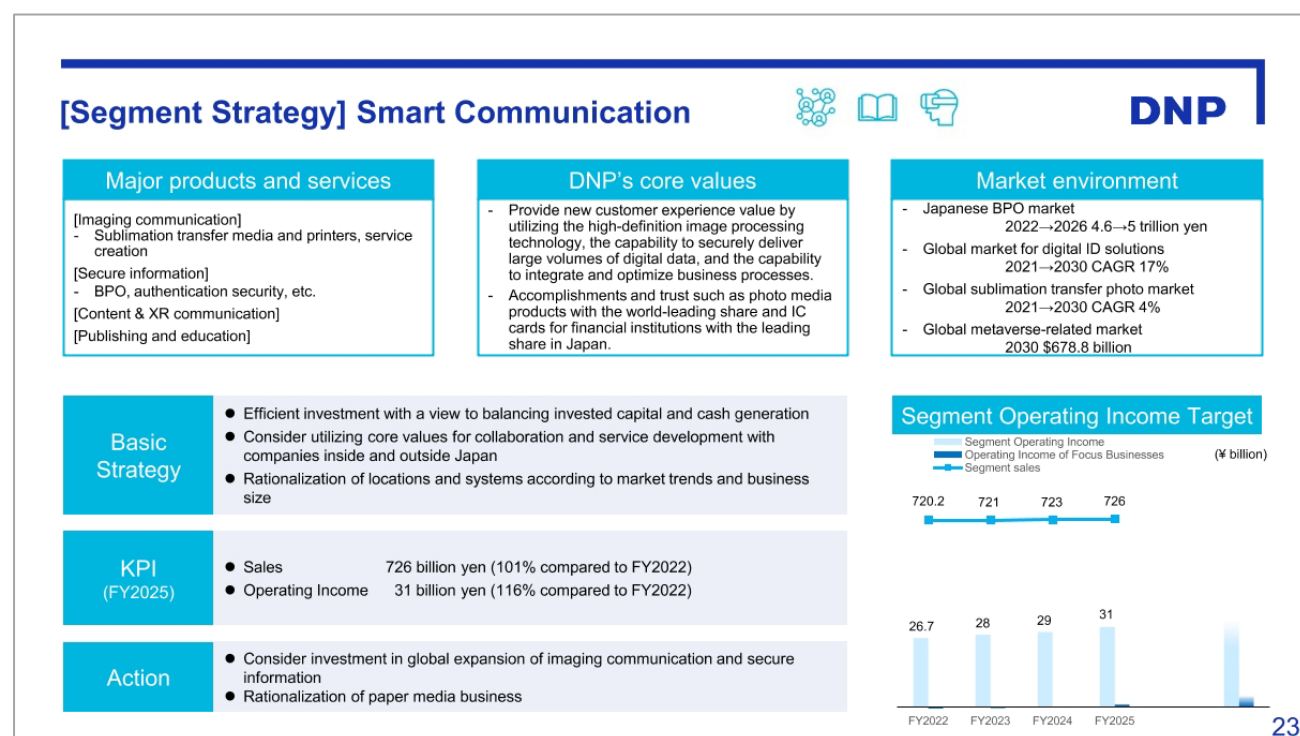 [Segment Strategy] Smart Communication
DNP
Major products and services
[Imaging communication]
- Sublimation transfer media and printers, service
creation
[Secure information]
- BPO, authentication security, etc.
[Content & XR communication]
[Publishing and education]
DNP's core values
- Provide new customer experience value by
utilizing the high-definition image processing
technology, the capability to securely deliver
large volumes of digital data, and the capability
to integrate and optimize business processes.
- Accomplishments and trust such as photo media
products with the world-leading share and IC
cards for financial institutions with the leading
share in Japan.
Market environment
- Japanese BPO market
2022→2026 4.6→5 trillion yen
- Global market for digital ID solutions
2021→2030 CAGR 17%
- Global sublimation transfer photo market
2021→2030 CAGR 4%
- Global metaverse-related market
2030 $678.8 billion
Basic
Strategy
● Efficient investment with a view to balancing invested capital and cash generation
● Consider utilizing core values for collaboration and service development with
companies inside and outside Japan
● Rationalization of locations and systems according to market trends and business
size
KPI
(FY2025)
● Sales 726 billion yen (101% compared to FY2022)
● Operating Income 31 billion yen (116% compared to FY2022)
Action
● Consider investment in global expansion of imaging communication and secure
information
● Rationalization of paper media business
Segment Operating Income Target
Segment Operating Income
Operating Income of Focus Businesses
(¥ billion)
Segment sales
720.2 721 723 726
26.7 28 29 31
FY2022 FY2023 FY2024 FY2025
23